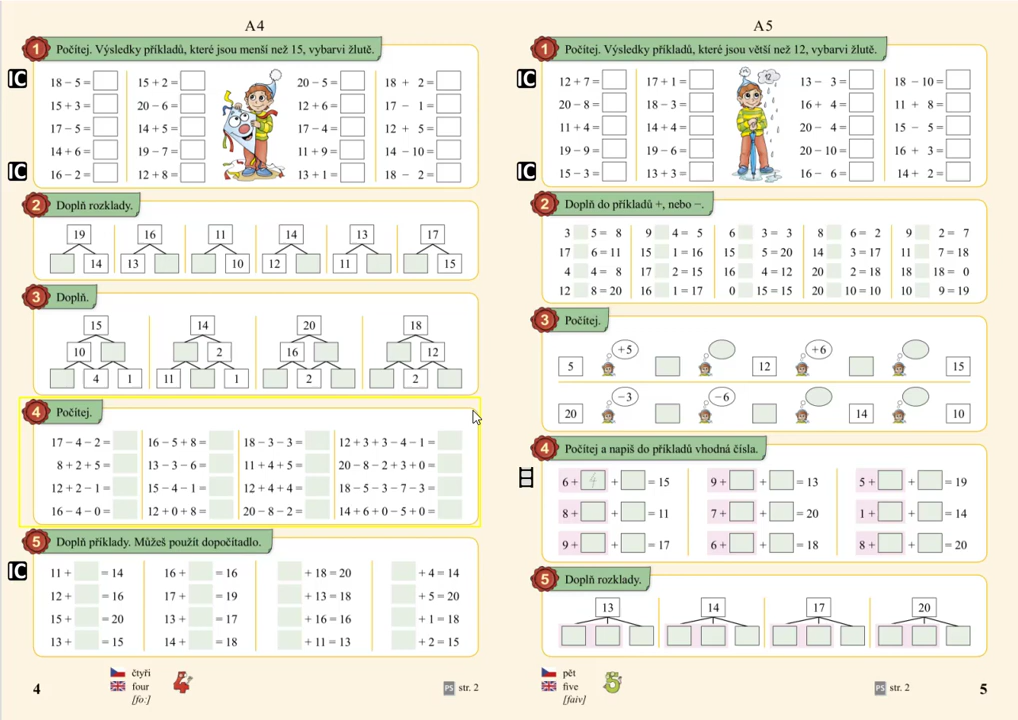 A4
1 Počítej. Výsledky příkladů, které jsou menší než 15, vybarvi žlutě.
IC
18 − 5 = 15 + 2 = 20 − 5 = 18 + 2 =
15 + 3 = 20 − 6 = 12 + 6 = 17 − 1 =
17 − 5 = 14 + 5 = 17 − 4 = 12 + 5 =
14 + 6 = 19 − 7 = 11 + 9 = 14 − 10 =
IC
16 − 2 = 12 + 8 = 13 + 1 = 18 − 2 =
2 Doplň rozklady.
19 16 11 14 13 17
14 13 10 12 11 15
3 Doplň.
15 14 20 18
10 2 16 12
4 1 11 1 2 2
4 Počítej.
17 − 4 − 2 = 16 − 5 + 8 = 18 − 3 − 3 = 12 + 3 + 3 − 4 − 1 =
8 + 2 + 5 = 13 − 3 − 6 = 11 + 4 + 5 = 20 − 8 − 2 + 3 + 0 =
12 + 2 − 1 = 15 − 4 − 1 = 12 + 4 + 4 = 18 − 5 − 3 − 7 − 3 =
16 − 4 − 0 = 12 + 0 + 8 = 20 − 8 − 2 = 14 + 6 + 0 − 5 + 0 =
5 Doplň příklady. Můžeš použít dopočítadlo.
IC
11 + = 14 16 + = 16 + 18 = 20 + 4 = 14
12 + = 16 17 + = 19 + 13 = 18 + 5 = 20
15 + = 20 13 + = 17 + 16 = 16 + 1 = 18
13 + = 15 14 + = 18 + 11 = 13 + 2 = 15
4
čtyři
four
[fo:]
4
PS str. 2
A5
1 Počítej. Výsledky příkladů, které jsou větší než 12, vybarvi žlutě.
IC
12 + 7 = 17 + 1 = 12 13 − 3 = 18 − 10 =
20 − 8 = 18 − 3 = 16 + 4 = 11 + 8 =
11 + 4 = 14 + 4 = 20 − 4 = 15 − 5 =
19 − 9 = 19 − 6 = 20 − 10 = 16 + 3 =
IC
15 − 3 = 13 + 3 = 16 − 6 = 14 + 2 =
2 Doplň do příkladů +, nebo −.
3 5 = 8 9 4 = 5 6 3 = 3 8 6 = 2 9 2 = 7
17 6 = 11 15 1 = 16 15 5 = 20 14 3 = 17 11 7 = 18
4 4 = 8 17 2 = 15 16 4 = 12 20 2 = 18 18 18 = 0
12 8 = 20 16 1 = 17 0 15 = 15 20 10 = 10 10 9 = 19
3 Počítej.
+5 +6
5 12 15
−3 −6
20 14 10
4 Počítej a napiš do příkladů vhodná čísla.
6 + 4 + = 15 9 + + = 13 5 + + = 19
8 + + = 11 7 + + = 20 1 + + = 14
9 + + = 17 6 + + = 18 8 + + = 20
5 Doplň rozklady.
13 14 17 20
pět
five
[faiv]
5
PS str. 2
5